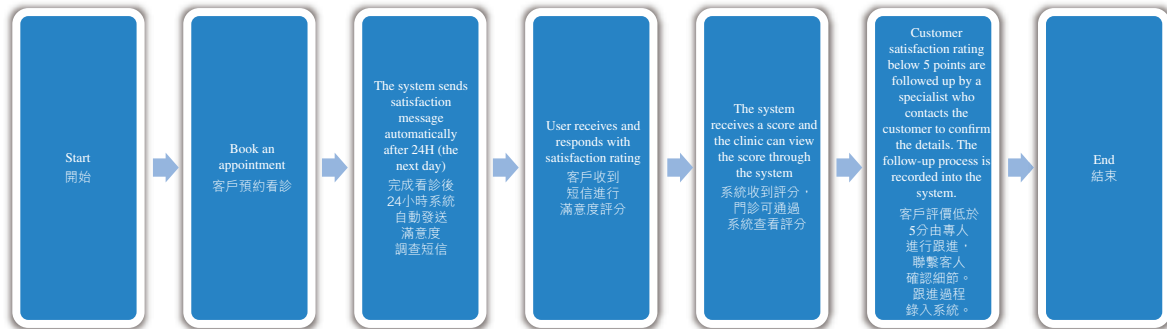 Start
開始
Book an
appointment
客戶預約看診
The system sends
satisfaction
message
automatically
after 24H (the
next day)
完成看診後
24小時系統
自動發送
滿意度
調查短信
User receives and
responds with
satisfaction rating
客戶收到
短信進行
滿意度評分
The system
receives a score and
the clinic can view
the score through
the system
系統收到評分，
門診可通過
系統查看評分
Customer
satisfaction rating
below 5 points are
followed up by a
specialist who
contacts the
customer to confirm
the details. The
follow-up process is
recorded into the
system.
客戶評價低於
5分由專人
進行跟進，
聯繫客人
確認細節。
跟進過程
錄入系統。
End
結束